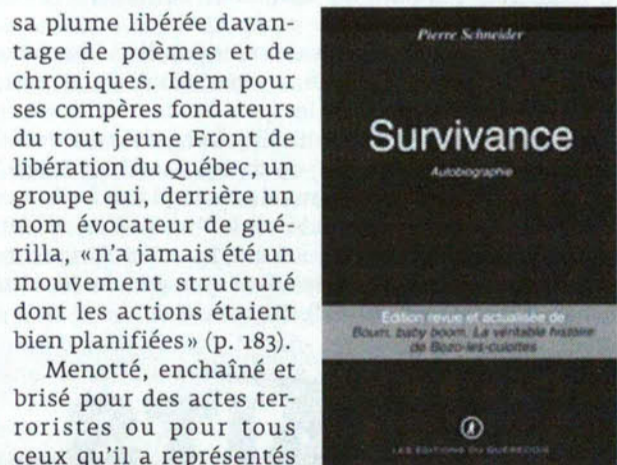 sa plume libérée davan-
tage de poèmes et de
chroniques. Idem pour
ses compères fondateurs
du tout jeune Front de
libération du Québec, un
groupe qui, derrière un
nom évocateur de gué-
rilla, «n'a jamais été un
mouvement structuré
dont les actions étaient
bien planifiées» (p. 183).
Menotté, enchaîné et
brisé pour des actes ter-
roristes ou pour tous
ceux qu'il a représentés
Pierre Schneider
Survivance
Autobiographie
Édition revue et actualisée de
Boum, baby boom. La véritable histoire
de Bozo-les-culottes
LES ÉDITIONS DU QUÉBÉCOIS